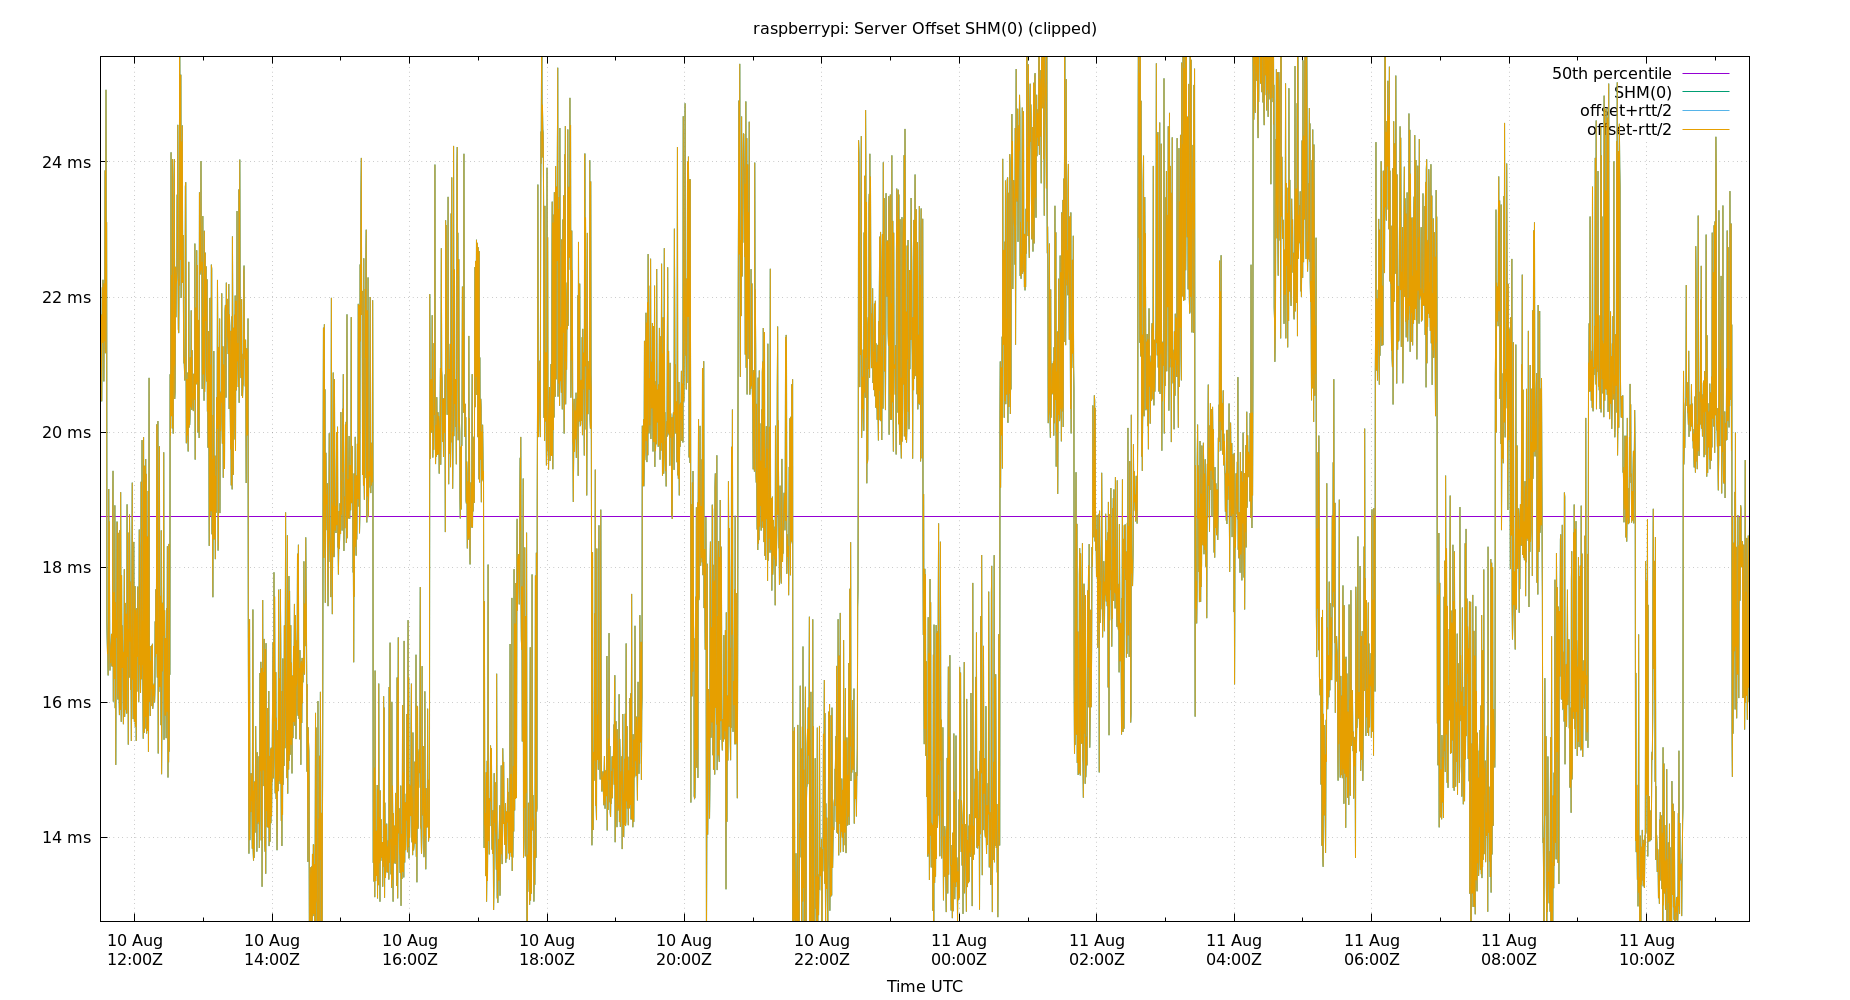 raspberrypi: Server Offset SHM(0) (clipped)
50th percentile
SHM(0)
offset+rtt/2
offset-rtt/2
24 ms
22 ms
20 ms
18 ms
16 ms
14 ms
10 Aug 10 Aug 10 Aug 10 Aug 10 Aug 10 Aug 11 Aug 11 Aug 11 Aug 11 Aug 11 Aug 11 Aug
12:00Z 14:00Z 16:00Z 18:00Z 20:00Z 22:00Z 00:00Z 02:00Z 04:00Z 06:00Z 08:00Z 10:00Z
Time UTC